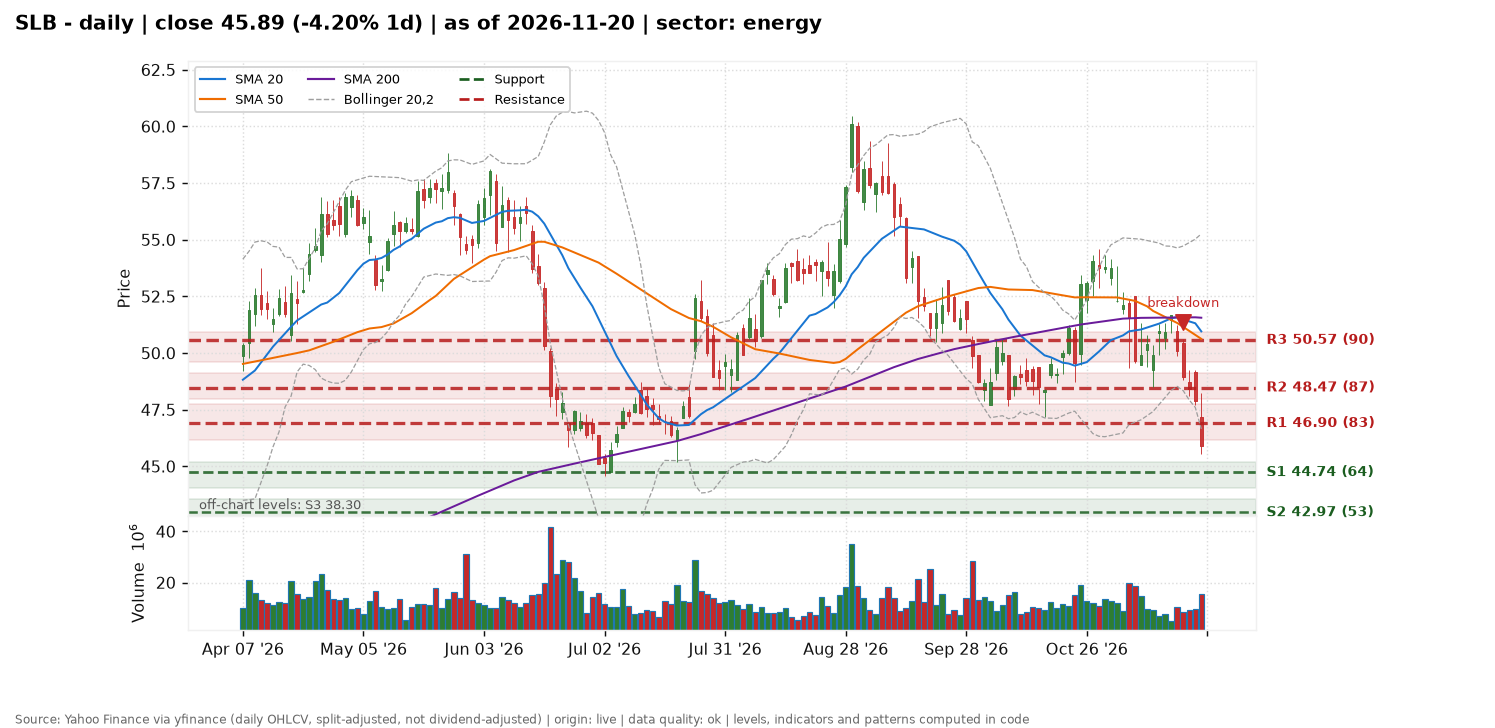 SLB - daily | close 45.89 (-4.20% 1d) | as of 2026-11-20 | sector: energy
SMA 20
SMA 50
SMA 200
Bollinger 20,2
Support
Resistance
Price
62.5
60.0
57.5
55.0
52.5
50.0
47.5
45.0
breakdown
R3 50.57 (90)
R2 48.47 (87)
R1 46.90 (83)
S1 44.74 (64)
S2 42.97 (53)
off-chart levels: S3 38.30
Volume 10⁶
40
20
Apr 07 '26
May 05 '26
Jun 03 '26
Jul 02 '26
Jul 31 '26
Aug 28 '26
Sep 28 '26
Oct 26 '26
Source: Yahoo Finance via yfinance (daily OHLCV, split-adjusted, not dividend-adjusted) | origin: live | data quality: ok | levels, indicators and patterns computed in code